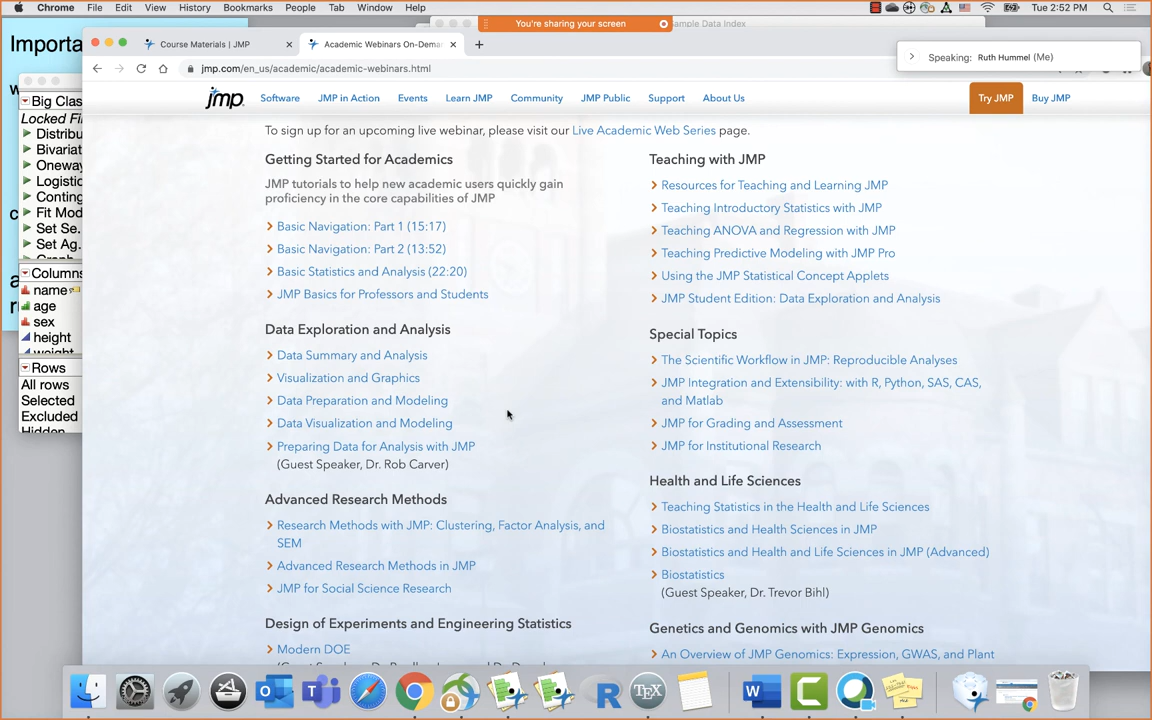 Chrome File Edit View History Bookmarks People Tab Window Help
Tue 2:52 PM
You're sharing your screen
ample Data Index
Importa
Course Materials | JMP
Academic Webinars On-Dema
Speaking: Ruth Hummel (Me)
jmp.com/en_us/academic/academic-webinars.html
jmp
Software JMP in Action Events Learn JMP Community JMP Public Support About Us
Try JMP Buy JMP
Big Clas
Locked Fi
Distribu
Bivariat
Oneway
Logistic
Conting
Fit Mod
Set Se.
Set Ag.
Columns
name
age
sex
height
weight
Rows
All rows
Selected
Excluded
Hidden
To sign up for an upcoming live webinar, please visit our Live Academic Web Series page.
Getting Started for Academics
JMP tutorials to help new academic users quickly gain
proficiency in the core capabilities of JMP
Basic Navigation: Part 1 (15:17)
Basic Navigation: Part 2 (13:52)
Basic Statistics and Analysis (22:20)
JMP Basics for Professors and Students
Data Exploration and Analysis
Data Summary and Analysis
Visualization and Graphics
Data Preparation and Modeling
Data Visualization and Modeling
Preparing Data for Analysis with JMP
(Guest Speaker, Dr. Rob Carver)
Advanced Research Methods
Research Methods with JMP: Clustering, Factor Analysis, and
SEM
Advanced Research Methods in JMP
JMP for Social Science Research
Design of Experiments and Engineering Statistics
Modern DOE
Teaching with JMP
Resources for Teaching and Learning JMP
Teaching Introductory Statistics with JMP
Teaching ANOVA and Regression with JMP
Teaching Predictive Modeling with JMP Pro
Using the JMP Statistical Concept Applets
JMP Student Edition: Data Exploration and Analysis
Special Topics
The Scientific Workflow in JMP: Reproducible Analyses
JMP Integration and Extensibility: with R, Python, SAS, CAS,
and Matlab
JMP for Grading and Assessment
JMP for Institutional Research
Health and Life Sciences
Teaching Statistics in the Health and Life Sciences
Biostatistics and Health Sciences in JMP
Biostatistics and Health and Life Sciences in JMP (Advanced)
Biostatistics
(Guest Speaker, Dr. Trevor Bihl)
Genetics and Genomics with JMP Genomics
An Overview of JMP Genomics: Expression, GWAS, and Plant